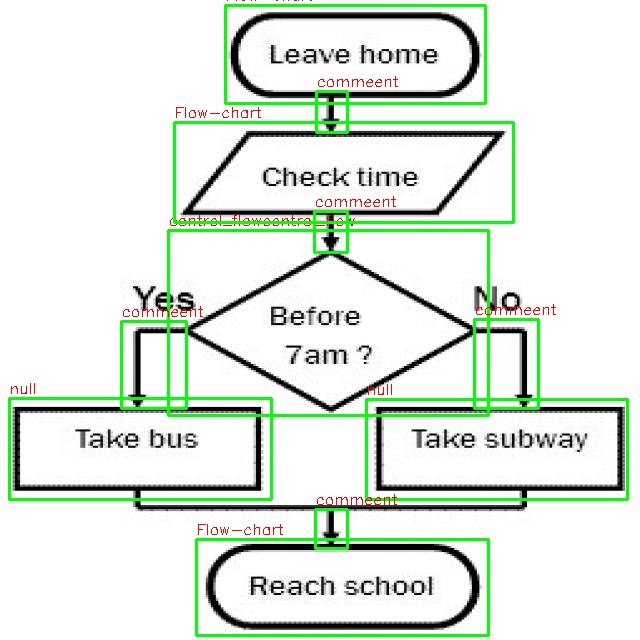 Flow-chart
Leave home
commeent
Flow-chart
Check time
commeent
control_flowcontrol_flow
Yes
No
commeent
commeent
Before
7am ?
null
null
Take bus
Take subway
commeent
Flow-chart
Reach school